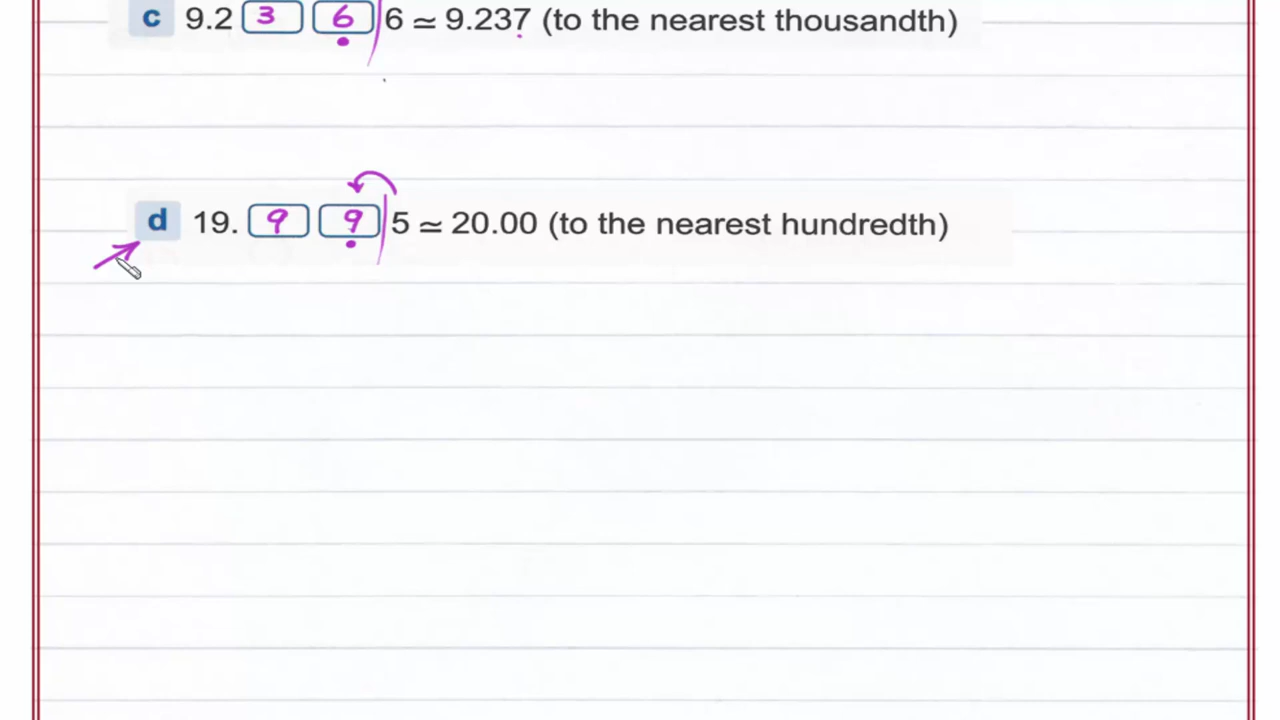 c 9.2 3 6 6 ≃ 9.237 (to the nearest thousandth)
d 19. 9 9 5 ≃ 20.00 (to the nearest hundredth)